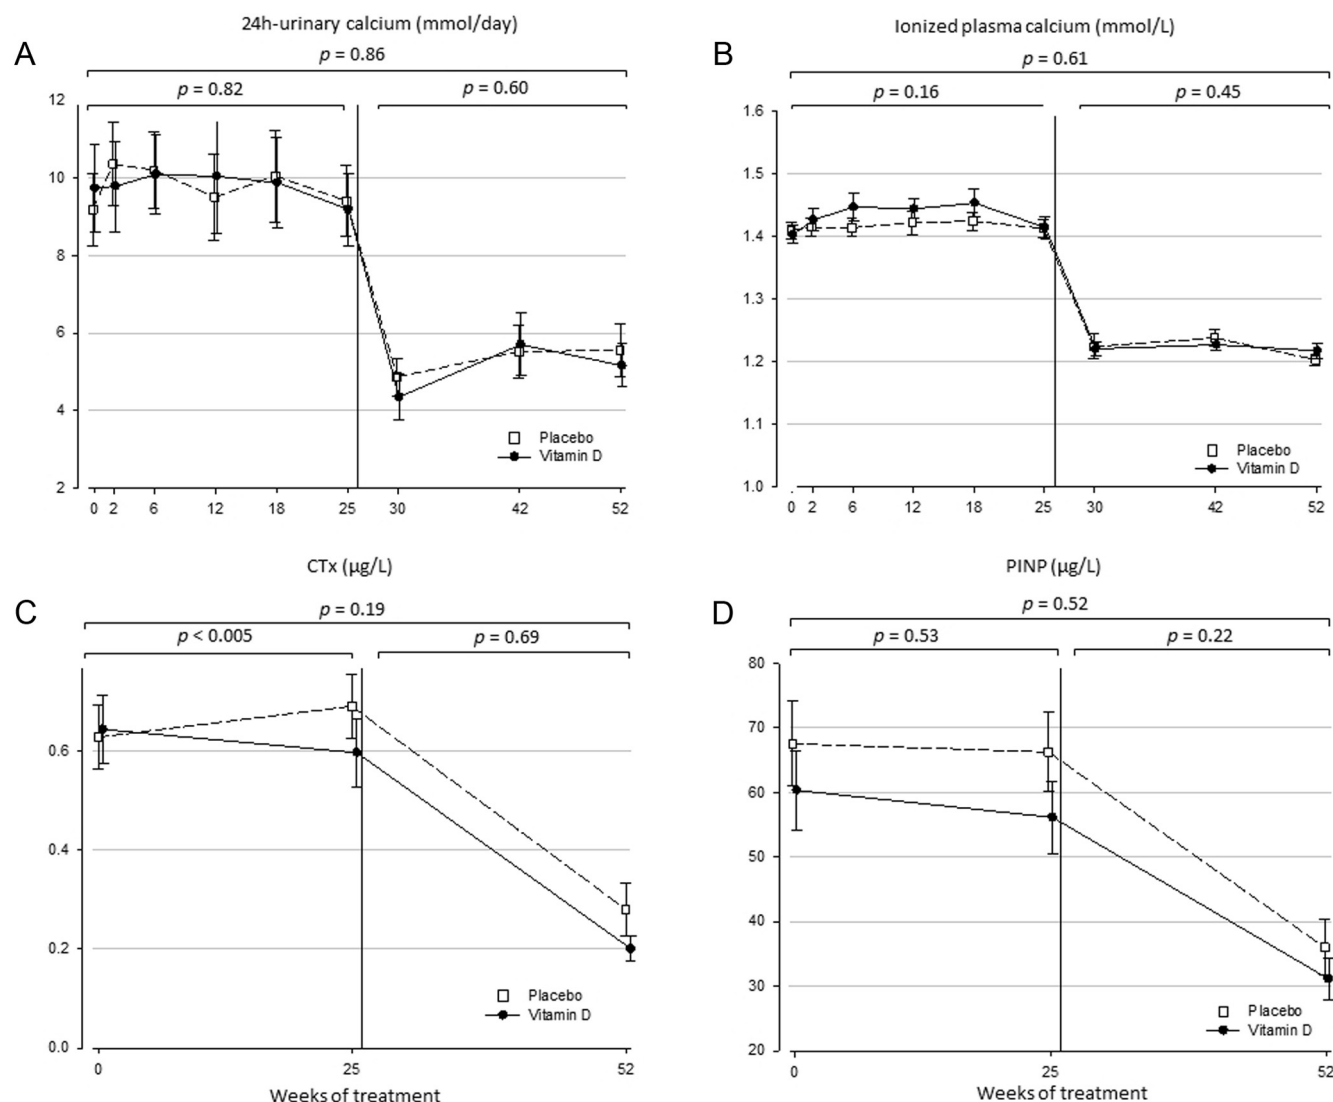 24h-urinary calcium (mmol/day)
A
p = 0.86
p = 0.82
p = 0.60
12
10
8
6
4
2
Placebo
Vitamin D
0 2 6 12 18 25 30 42 52
Ionized plasma calcium (mmol/L)
B
p = 0.61
p = 0.16
p = 0.45
1.6
1.5
1.4
1.3
1.2
1.1
1.0
Placebo
Vitamin D
0 2 6 12 18 25 30 42 52
CTx (µg/L)
C
p = 0.19
p < 0.005
p = 0.69
0.6
0.4
0.2
0.0
Placebo
Vitamin D
0 25 52
Weeks of treatment
PINP (µg/L)
D
p = 0.52
p = 0.53
p = 0.22
80
70
60
50
40
30
20
Placebo
Vitamin D
0 25 52
Weeks of treatment